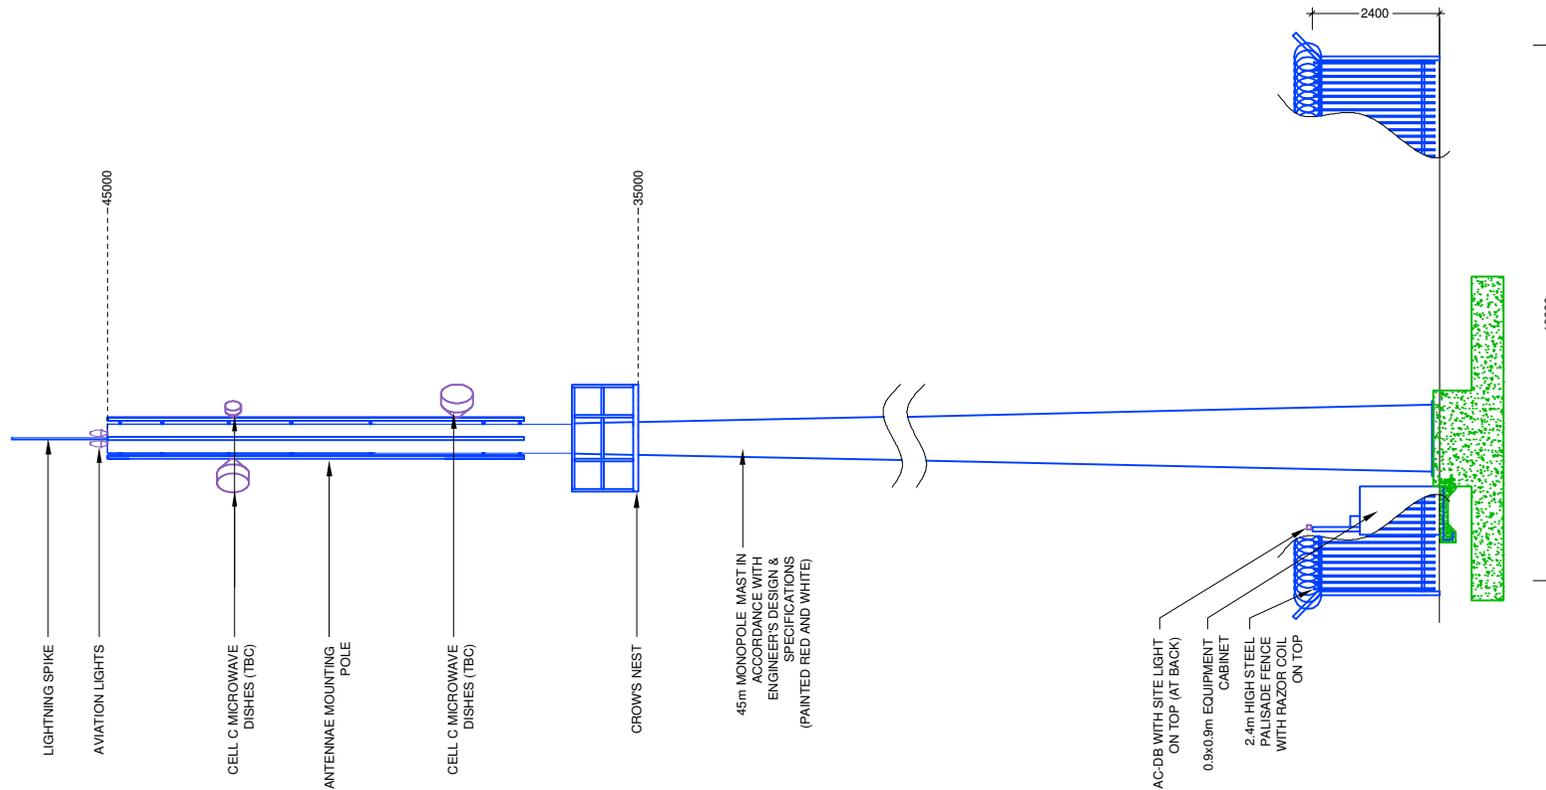 LIGHTNING SPIKE
AVIATION LIGHTS
CELL C MICROWAVE
DISHES (TBC)
ANTENNAE MOUNTING
POLE
CELL C MICROWAVE
DISHES (TBC)
CROW'S NEST
45m MONOPOLE MAST IN
ACCORDANCE WITH
ENGINEER'S DESIGN &
SPECIFICATIONS
(PAINTED RED AND WHITE)
AC-DB WITH SITE LIGHT
ON TOP (AT BACK)
0.9x0.9m EQUIPMENT
CABINET
2.4m HIGH STEEL
PALISADE FENCE
WITH RAZOR COIL
ON TOP
45000
35000
2400